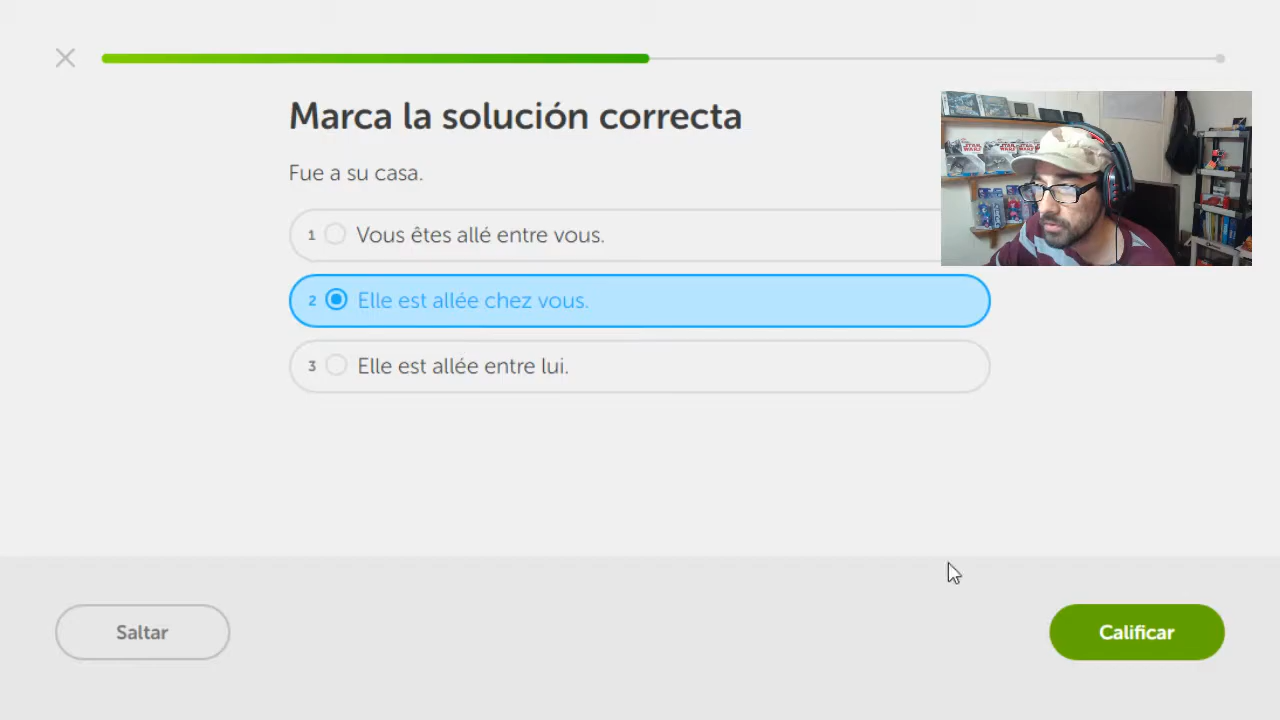 Marca la solución correcta
Fue a su casa.
1 Vous êtes allé entre vous.
2 Elle est allée chez vous.
3 Elle est allée entre lui.
Saltar
Calificar